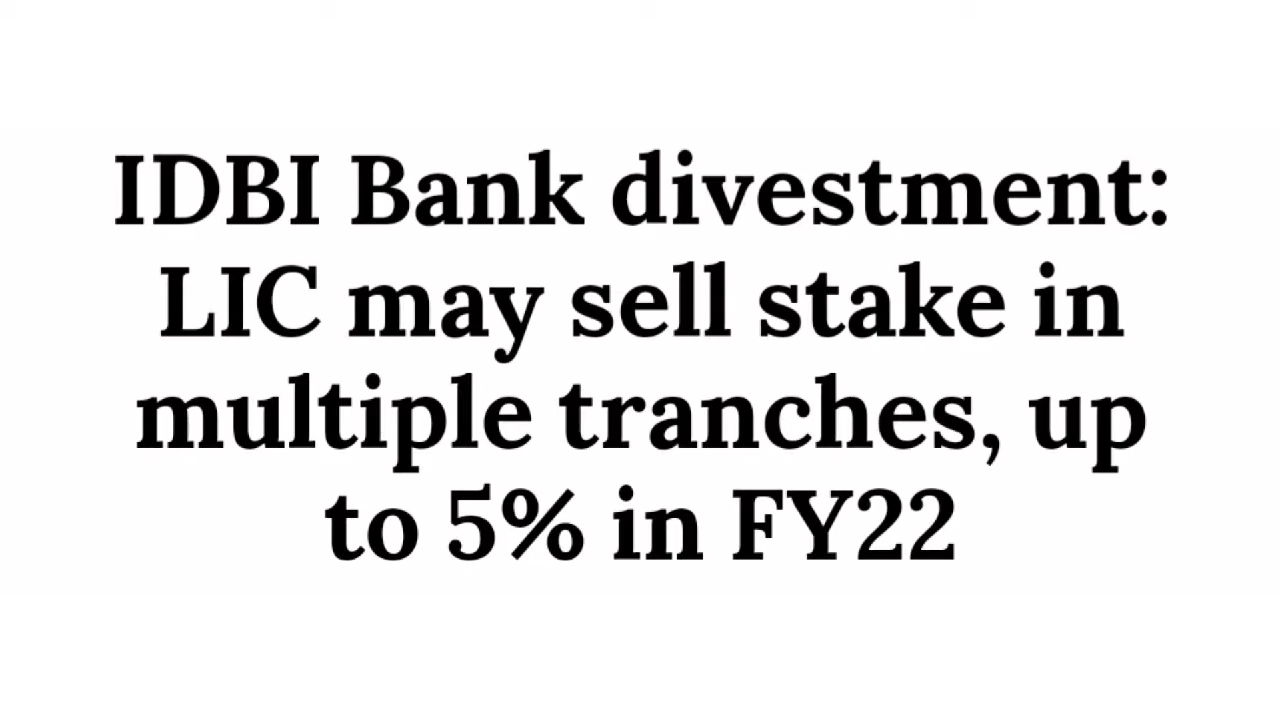 IDBI Bank divestment:
LIC may sell stake in
multiple tranches, up
to 5% in FY22